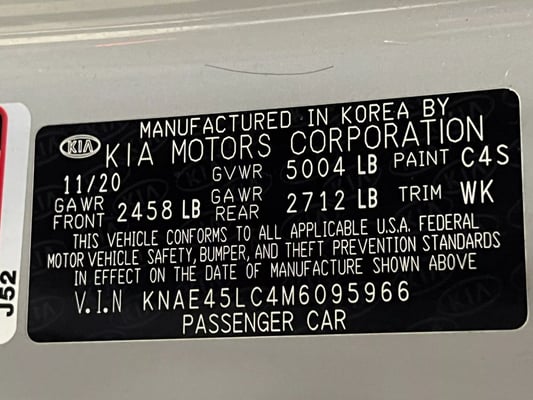 MANUFACTURED IN KOREA BY
KIA KIA MOTORS CORPORATION
11/20 GVWR 5004 LB PAINT C4S
GAWR FRONT 2458 LB GAWR REAR 2712 LB TRIM WK
THIS VEHICLE CONFORMS TO ALL APPLICABLE U.S.A. FEDERAL
MOTOR VEHICLE SAFETY, BUMPER, AND THEFT PREVENTION STANDARDS
IN EFFECT ON THE DATE OF MANUFACTURE SHOWN ABOVE
V.I.N KNAE45LC4M6095966
PASSENGER CAR
J52